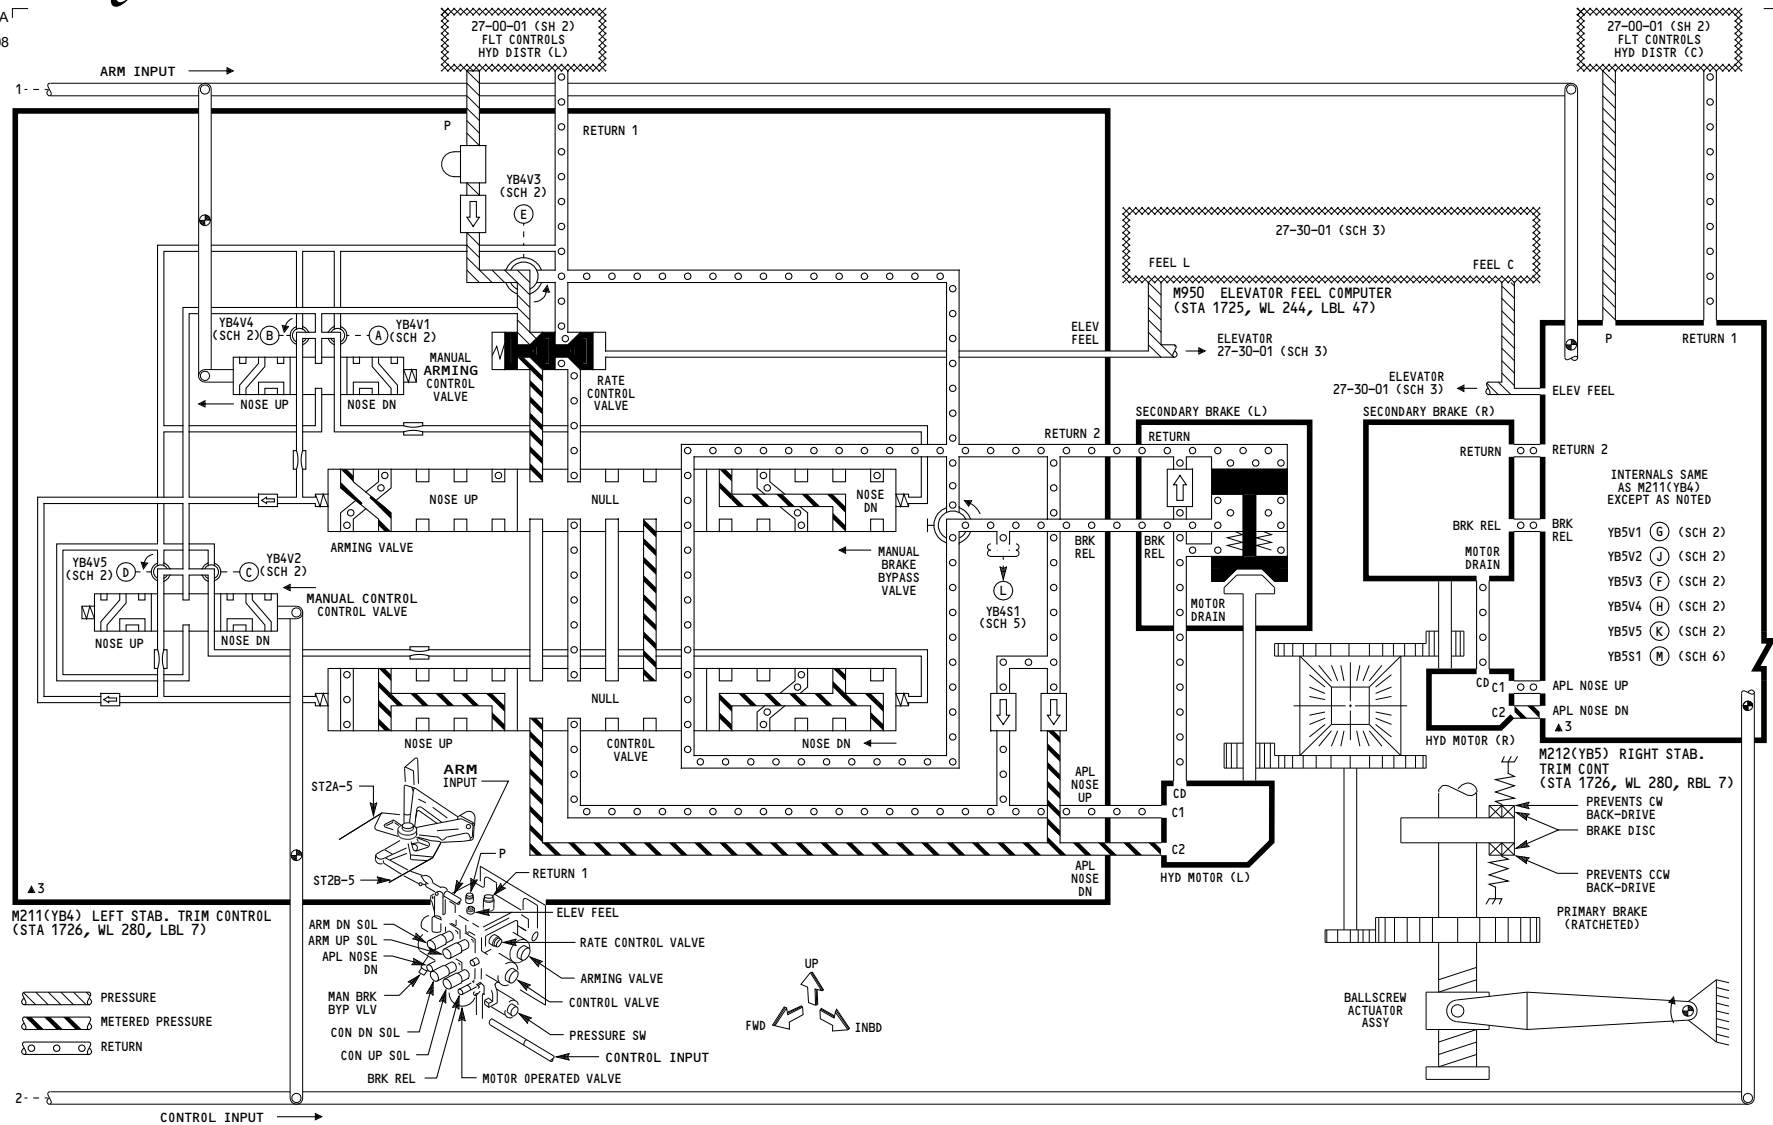 A
08
27-00-01 (SH 2)
FLT CONTROLS
HYD DISTR (L)
27-00-01 (SH 2)
FLT CONTROLS
HYD DISTR (C)
ARM INPUT
1
P
RETURN 1
YB4V3
(SCH 2)
E
27-30-01 (SCH 3)
FEEL L
FEEL C
M950 ELEVATOR FEEL COMPUTER
(STA 1725, WL 244, LBL 47)
ELEV
FEEL
ELEVATOR
27-30-01 (SCH 3)
ELEVATOR
27-30-01 (SCH 3)
P
RETURN 1
ELEV FEEL
YB4V4
(SCH 2)
B
A
YB4V1
(SCH 2)
MANUAL
ARMING
CONTROL
VALVE
NOSE UP
NOSE DN
RATE
CONTROL
VALVE
SECONDARY BRAKE (L)
SECONDARY BRAKE (R)
RETURN 2
RETURN
RETURN
RETURN 2
NOSE UP
NULL
NOSE
DN
ARMING VALVE
INTERNALS SAME
AS M211(YB4)
EXCEPT AS NOTED
BRK REL
BRK
REL
BRK
REL
BRK
REL
MOTOR
DRAIN
YB5V1 G (SCH 2)
YB5V2 J (SCH 2)
YB5V3 F (SCH 2)
YB5V4 H (SCH 2)
YB5V5 K (SCH 2)
YB5S1 M (SCH 6)
MANUAL
BRAKE
BYPASS
VALVE
L
YB4S1
(SCH 5)
MOTOR
DRAIN
YB4V5
(SCH 2)
D
C
YB4V2
(SCH 2)
MANUAL CONTROL
CONTROL VALVE
NOSE UP
NOSE DN
NULL
NOSE UP
CONTROL
VALVE
NOSE DN
CD
C1
C2
APL NOSE UP
APL NOSE DN
▲3
HYD MOTOR (R)
M212(YB5) RIGHT STAB.
TRIM CONT
(STA 1726, WL 280, RBL 7)
ARM
INPUT
ST2A-5
ST2B-5
P
RETURN 1
ELEV FEEL
APL
NOSE
UP
CD
C1
C2
APL
NOSE
DN
HYD MOTOR (L)
PREVENTS CW
BACK-DRIVE
BRAKE DISC
PREVENTS CCW
BACK-DRIVE
PRIMARY BRAKE
(RATCHETED)
▲3
M211(YB4) LEFT STAB. TRIM CONTROL
(STA 1726, WL 280, LBL 7)
ARM DN SOL
ARM UP SOL
APL NOSE
DN
MAN BRK
BYP VLV
CON DN SOL
CON UP SOL
BRK REL
RATE CONTROL VALVE
ARMING VALVE
CONTROL VALVE
PRESSURE SW
CONTROL INPUT
MOTOR OPERATED VALVE
UP
FWD
INBD
BALLSCREW
ACTUATOR
ASSY
PRESSURE
METERED PRESSURE
RETURN
2
CONTROL INPUT